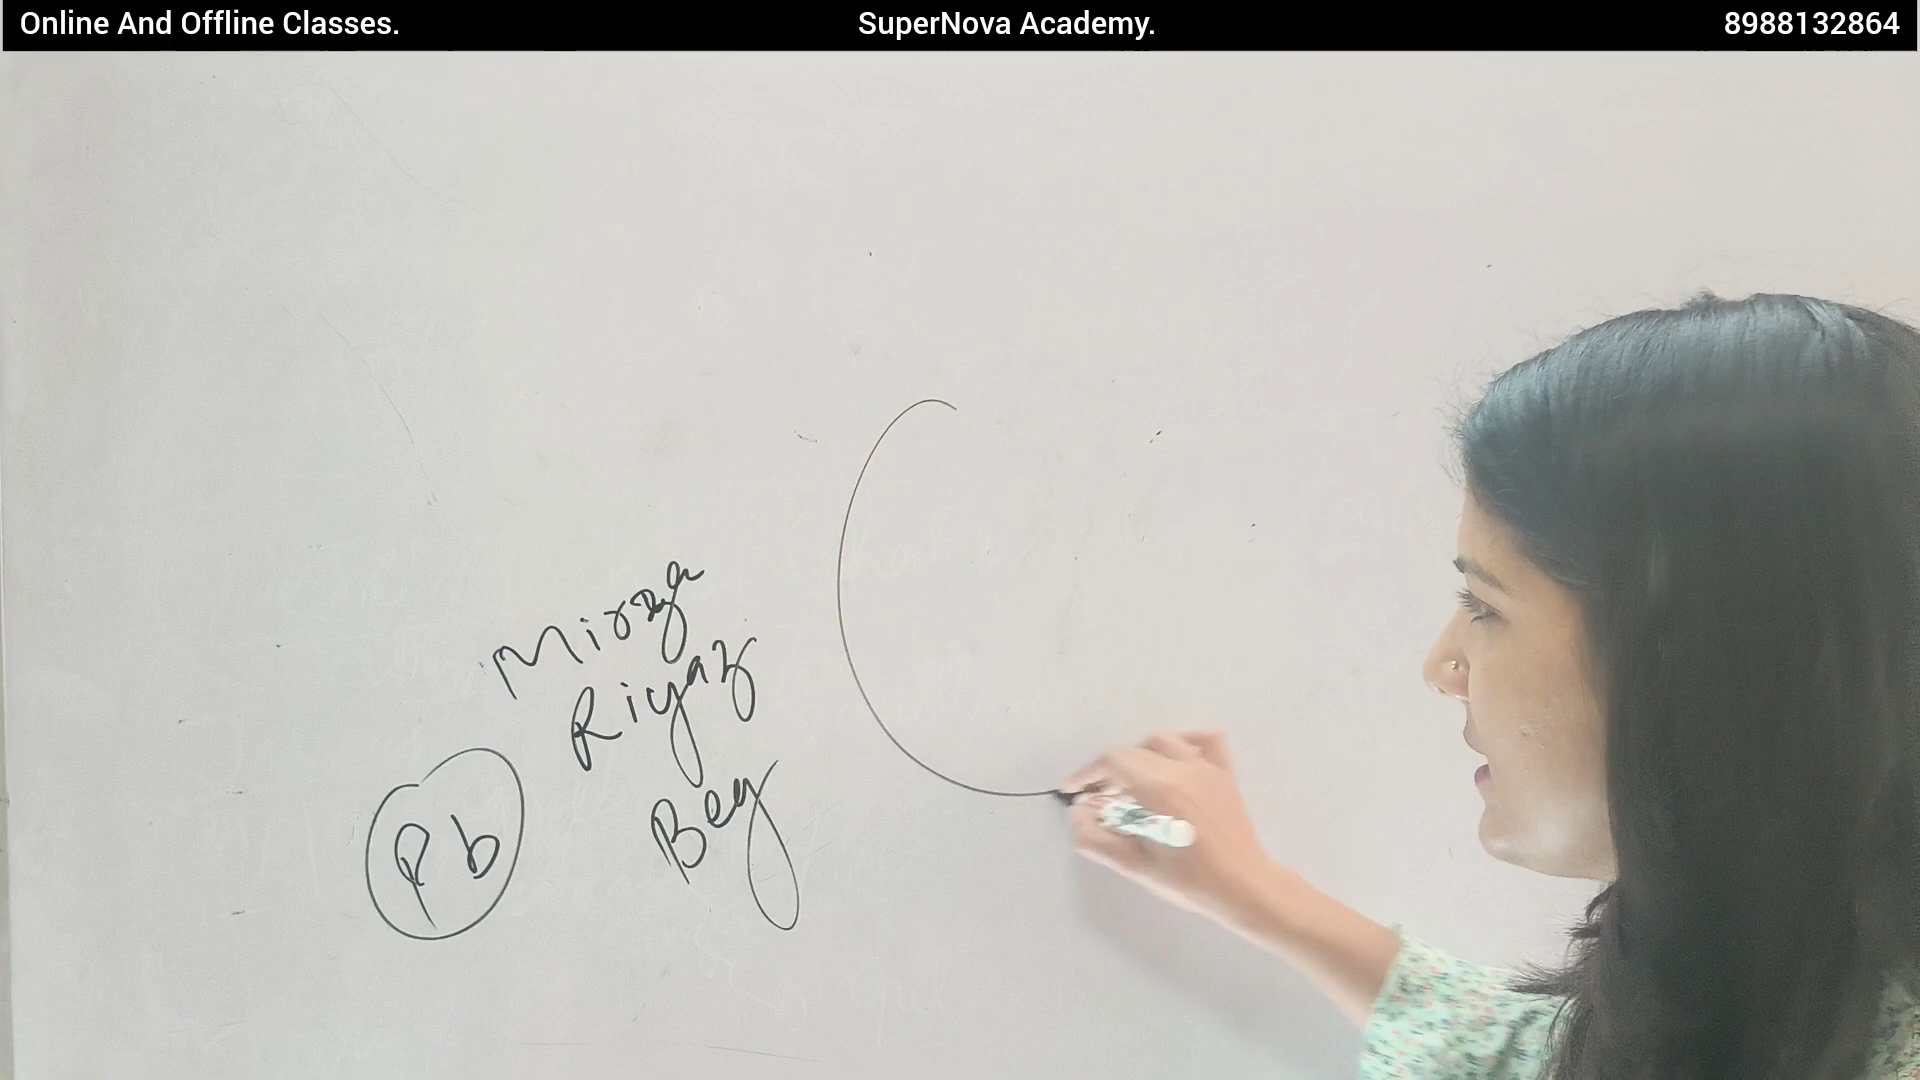 Online And Offline Classes. SuperNova Academy. 8988132864
Mirza
Riyaz
Beg
Pb